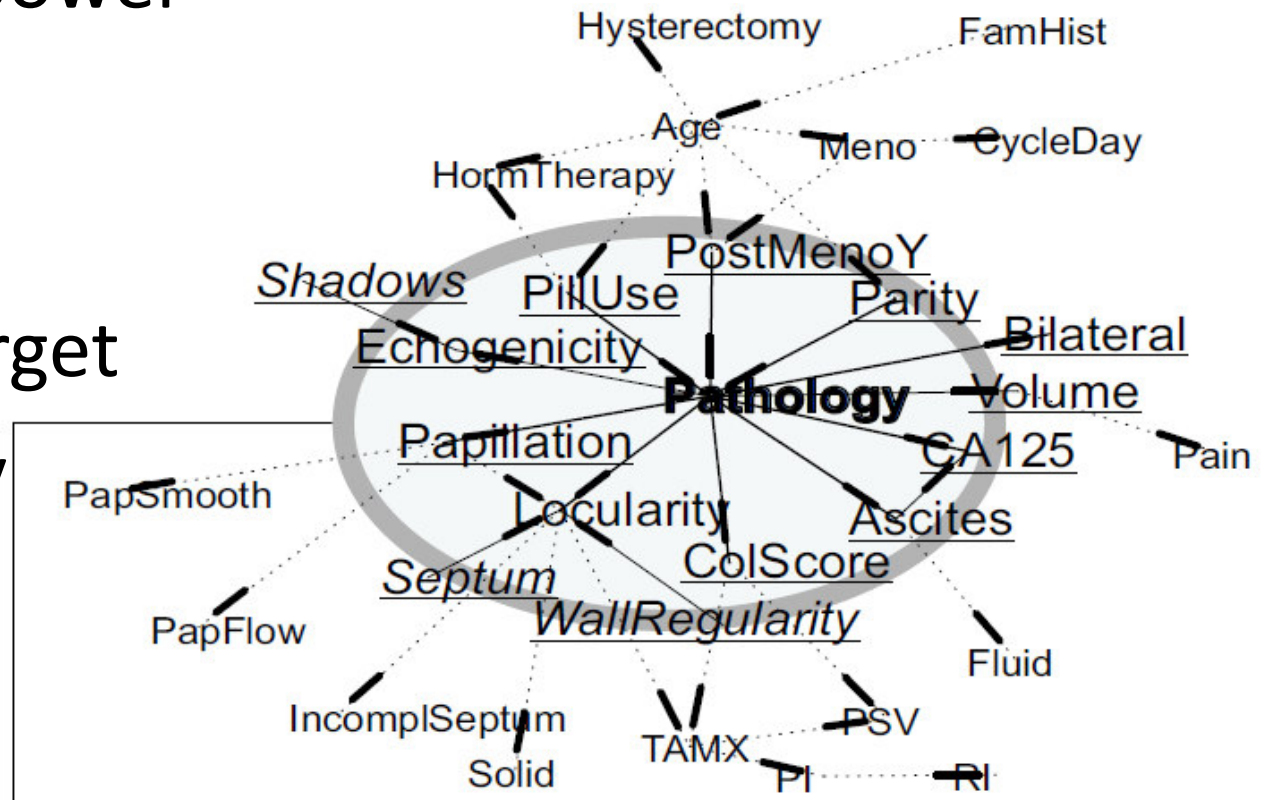 power
Hysterectomy
FamHist
Age
Meno
CycleDay
HormTherapy
PostMenoY
Shadows
PillUse
Parity
Bilateral
rget
Echogenicity
Pathology
Volume
Papillation
CA125
Pain
y
PapSmooth
Locularity
Ascites
ColScore
Septum
WallRegularity
PapFlow
Fluid
IncomplSeptum
PSV
TAMX
Solid
PI
RI